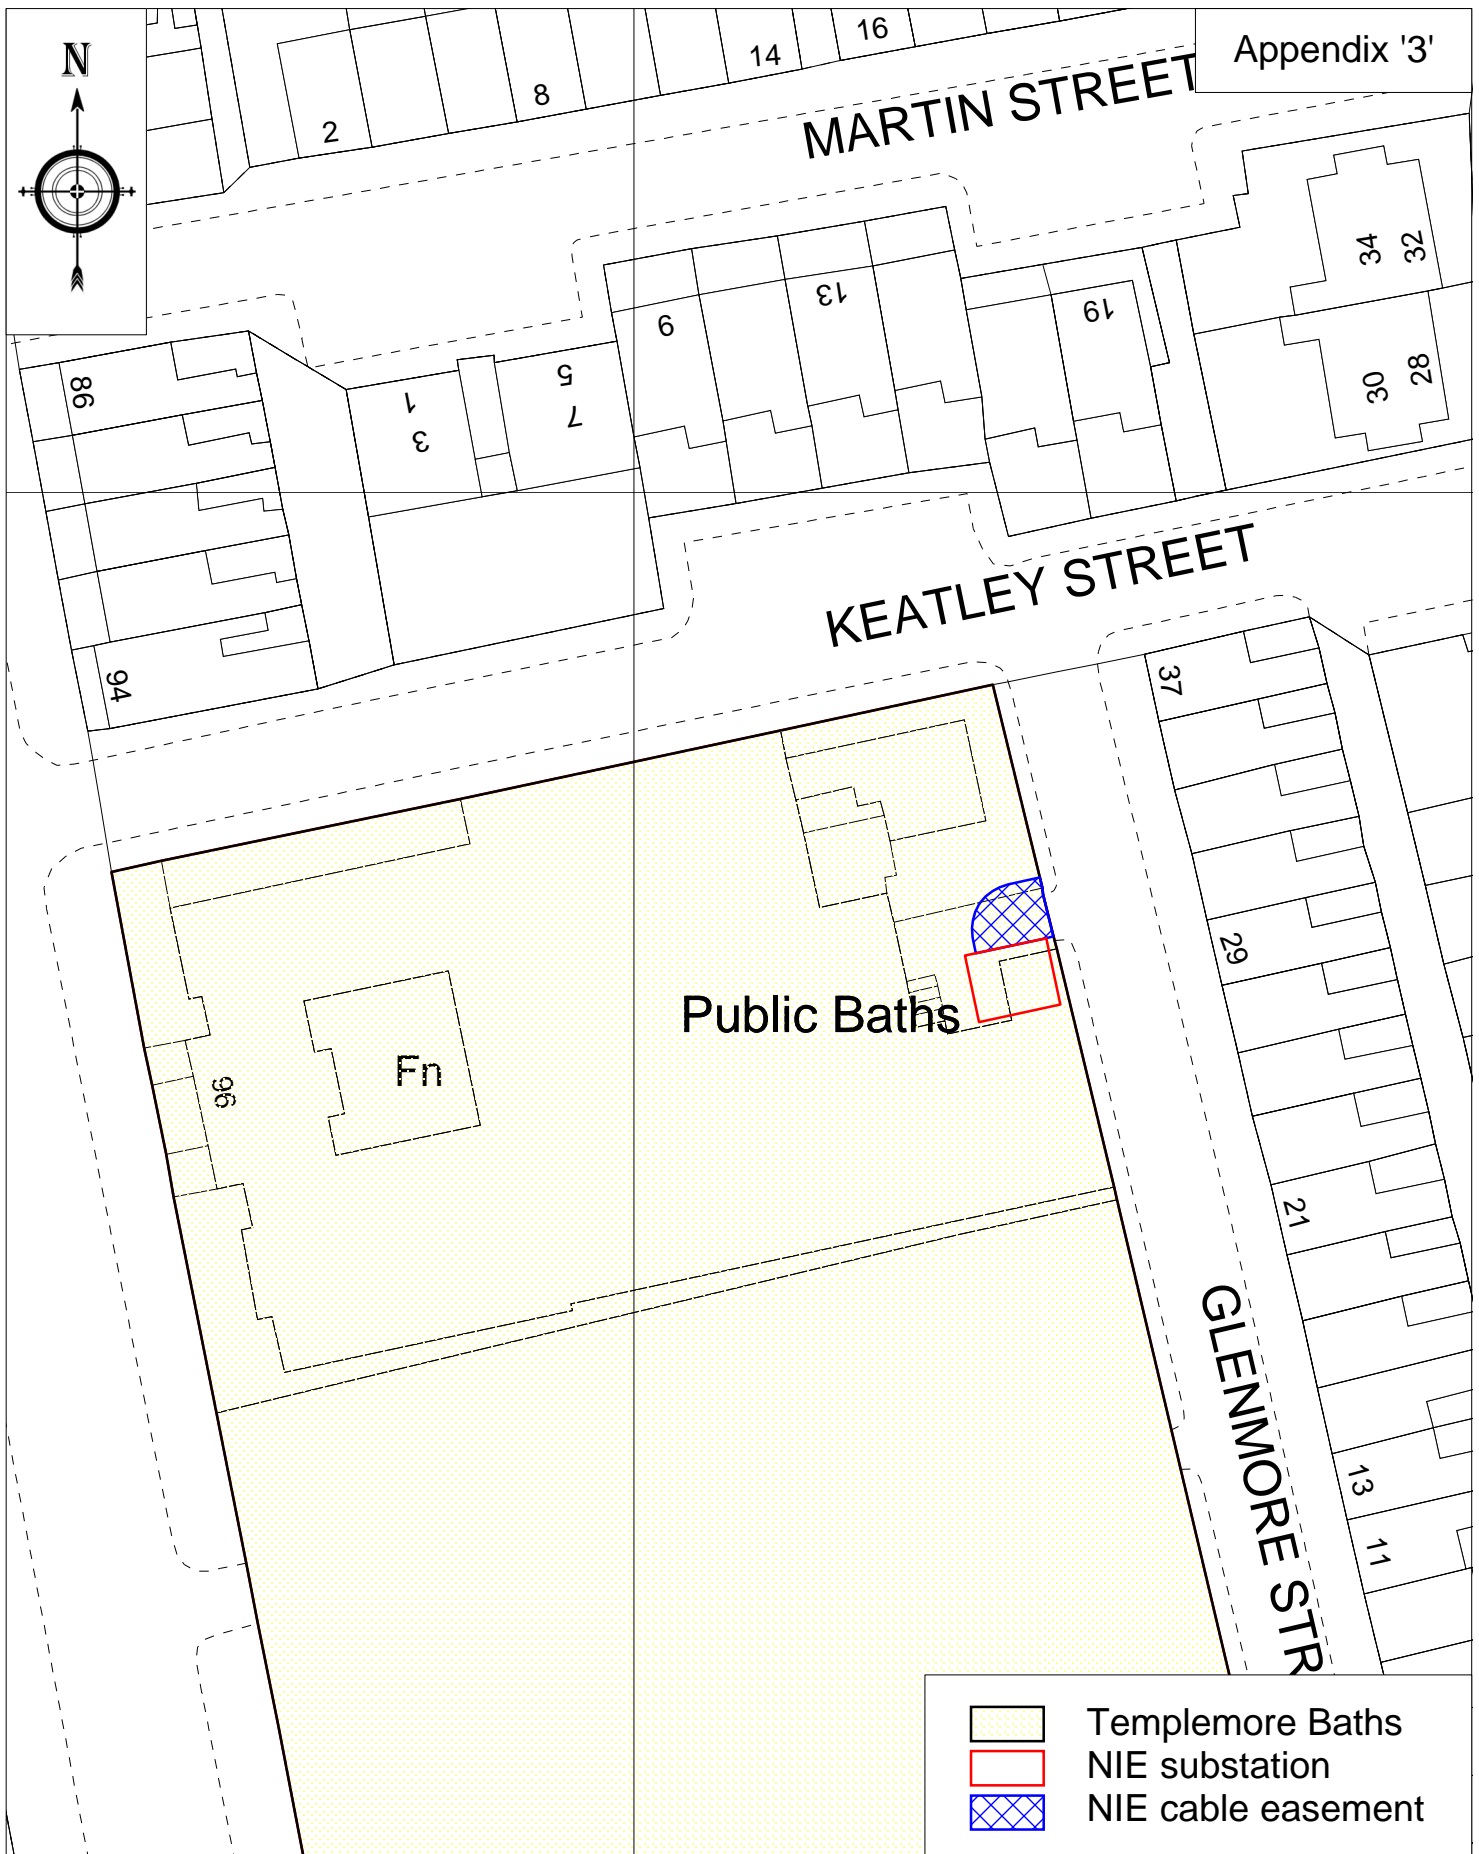 N
Appendix '3'
16
14
8
2
MARTIN STREET
34
32
13
19
9
30
28
5
7
1
3
86
KEATLEY STREET
94
37
29
Public Baths
Fn
96
21
GLENMORE STR
13
11
Templemore Baths
NIE substation
NIE cable easement